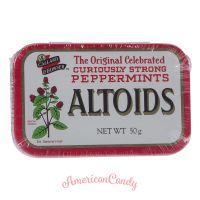 The Original Celebrated
CURIOUSLY STRONG
PEPPERMINTS
ALTOIDS
NET WT 50g
AmericanCandy